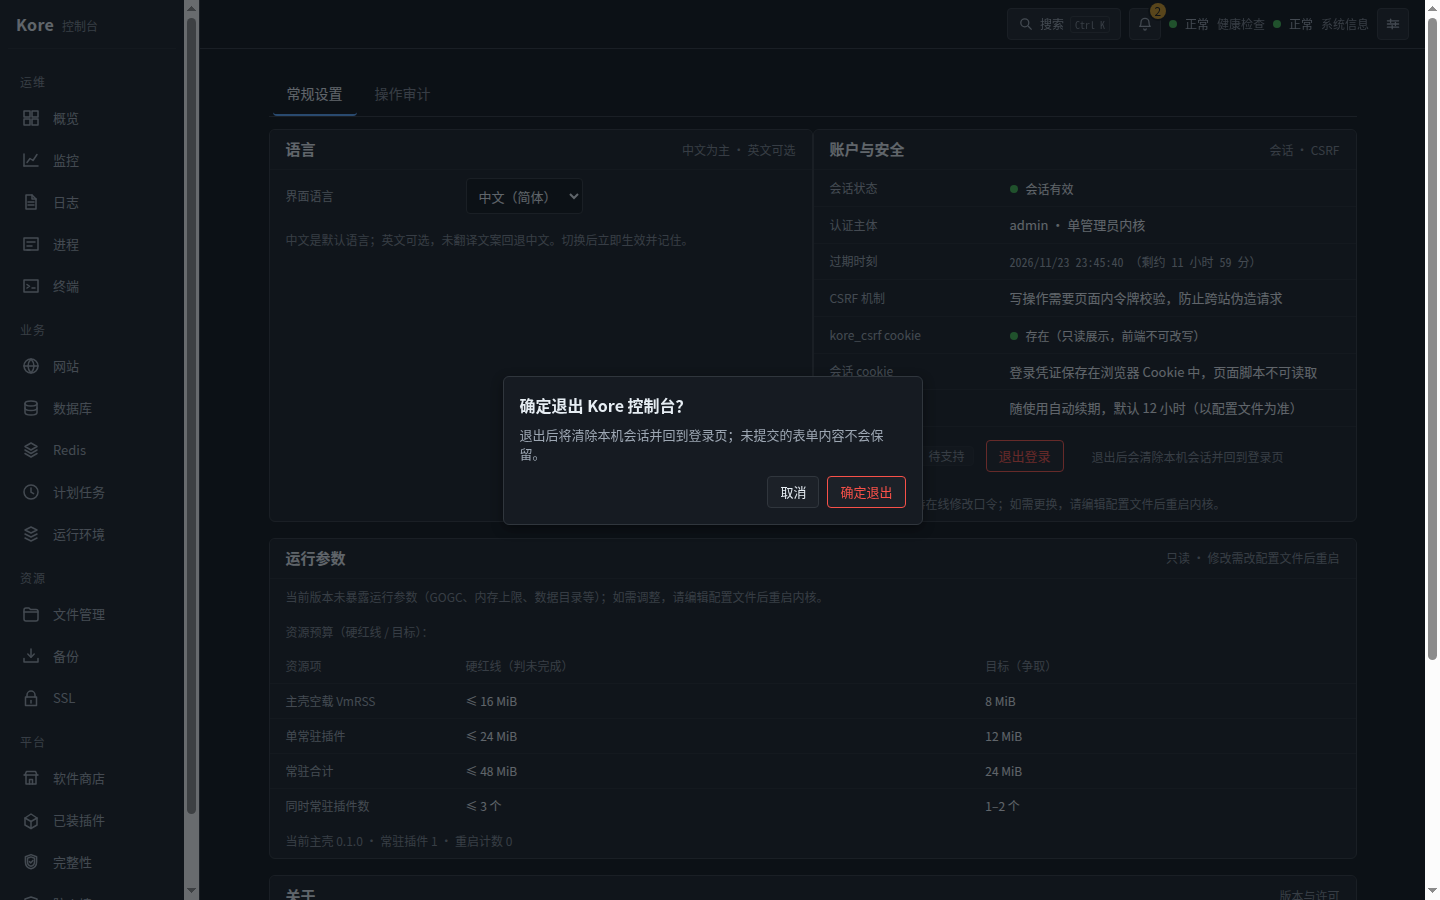 Kore 控制台
搜索 Ctrl K
2
正常 健康检查
正常 系统信息
运维
概览
监控
日志
进程
终端
业务
网站
数据库
Redis
计划任务
运行环境
资源
文件管理
备份
SSL
平台
软件商店
已装插件
完整性
常规设置
操作审计
语言
中文为主 · 英文可选
界面语言
中文（简体）
中文是默认语言；英文可选，未翻译文案回退中文。切换后立即生效并记住。
账户与安全
会话 · CSRF
会话状态
会话有效
认证主体
admin · 单管理员内核
过期时刻
2026/11/23 23:45:40 （剩约 11 小时 59 分）
CSRF 机制
写操作需要页面内令牌校验，防止跨站伪造请求
kore_csrf cookie
存在（只读展示，前端不可改写）
会话 cookie
登录凭证保存在浏览器 Cookie 中，页面脚本不可读取
随使用自动续期，默认 12 小时（以配置文件为准）
待支持
退出登录
退出后会清除本机会话并回到登录页
在线修改口令；如需更换，请编辑配置文件后重启内核。
确定退出 Kore 控制台？
退出后将清除本机会话并回到登录页；未提交的表单内容不会保
留。
取消
确定退出
运行参数
只读 · 修改需改配置文件后重启
当前版本未暴露运行参数（GOGC、内存上限、数据目录等）；如需调整，请编辑配置文件后重启内核。
资源预算（硬红线 / 目标）：
资源项 硬红线（判未完成） 目标（争取）
主壳空载 VmRSS ≤ 16 MiB 8 MiB
单常驻插件 ≤ 24 MiB 12 MiB
常驻合计 ≤ 48 MiB 24 MiB
同时常驻插件数 ≤ 3 个 1–2 个
当前主壳 0.1.0 · 常驻插件 1 · 重启计数 0
关于
版本与许可